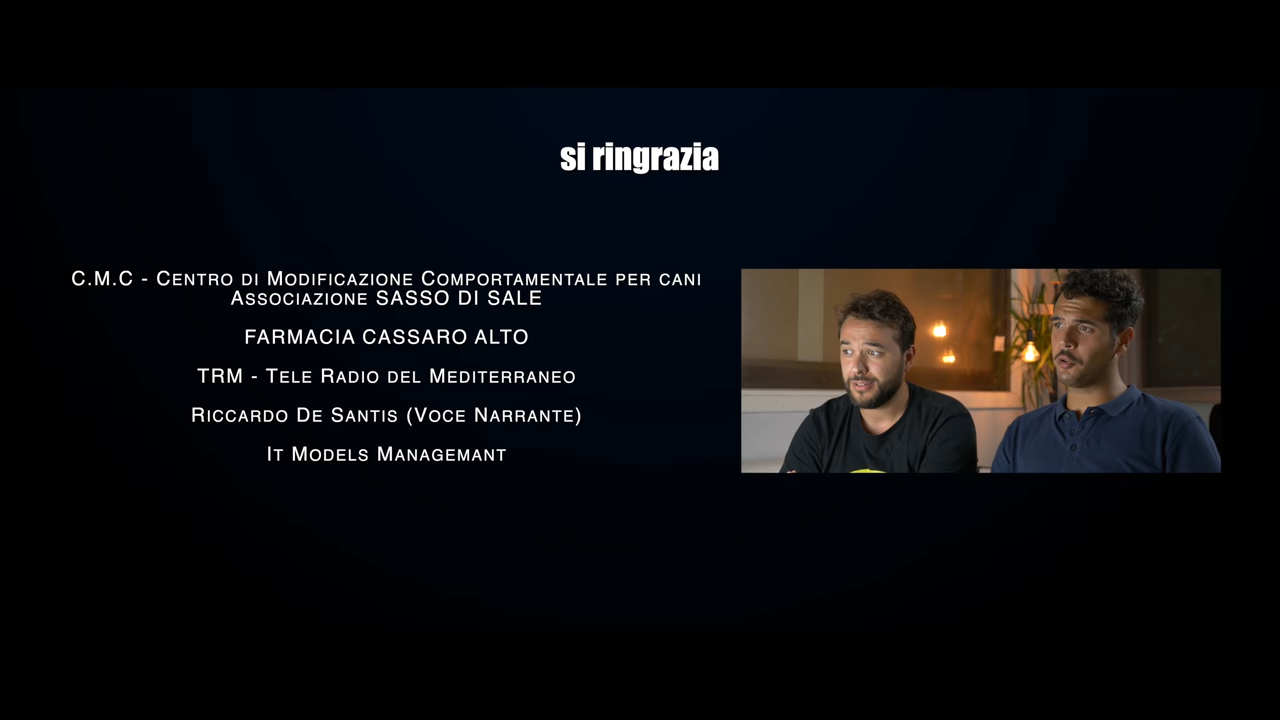 si ringrazia
C.M.C - Centro di Modificazione Comportamentale per cani
Associazione SASSO DI SALE
FARMACIA CASSARO ALTO
TRM - Tele Radio del Mediterraneo
Riccardo De Santis (Voce Narrante)
It Models Managemant